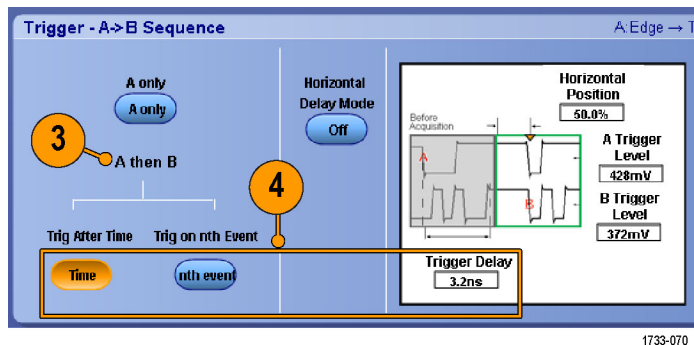 Trigger - A->B Sequence
A:Edge → T
A only
A only
3
A then B
4
Trig After Time
Trig on nth Event
Time
nth event
Horizontal
Delay Mode
Off
Before
Acquisition
A
B
Horizontal
Position
50.0%
A Trigger
Level
428mV
B Trigger
Level
372mV
Trigger Delay
3.2ns
1733-070